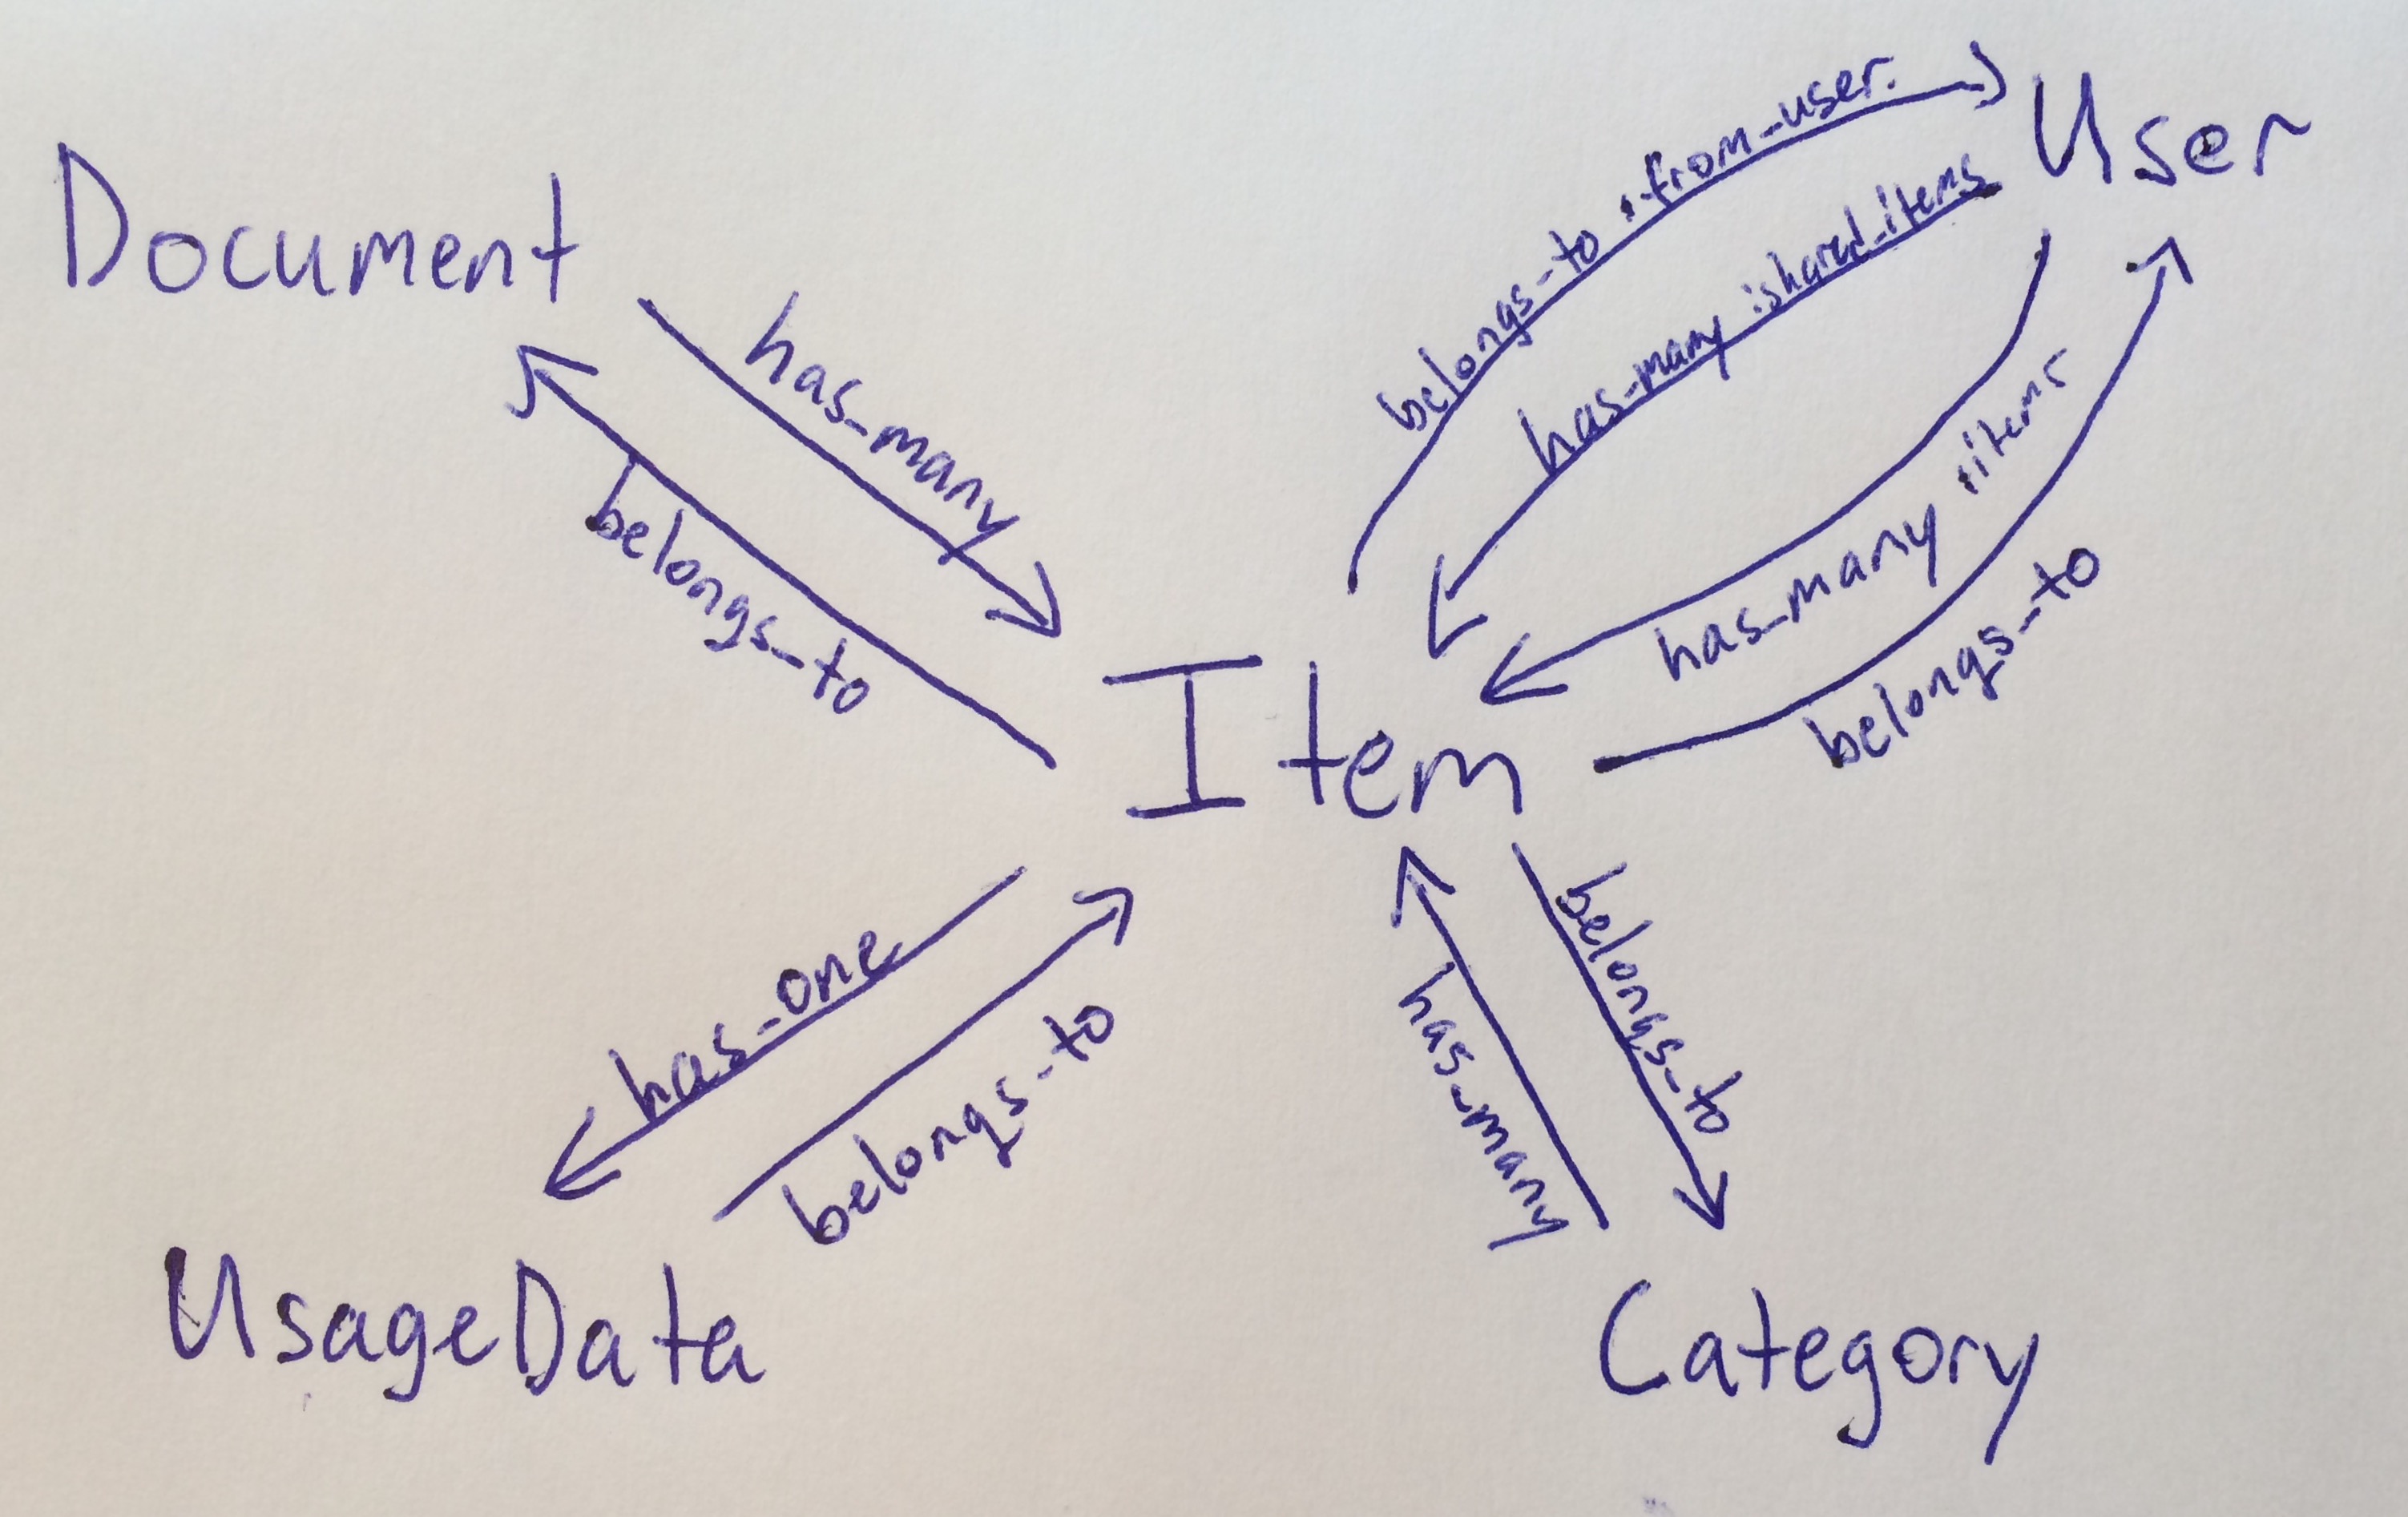 Document
User
belongs_to :from_user
has_many :shared_items
has_many :items
belongs_to
has_many
belongs_to
Item
has_one
belongs_to
has_many
belongs_to
UsageData
Category